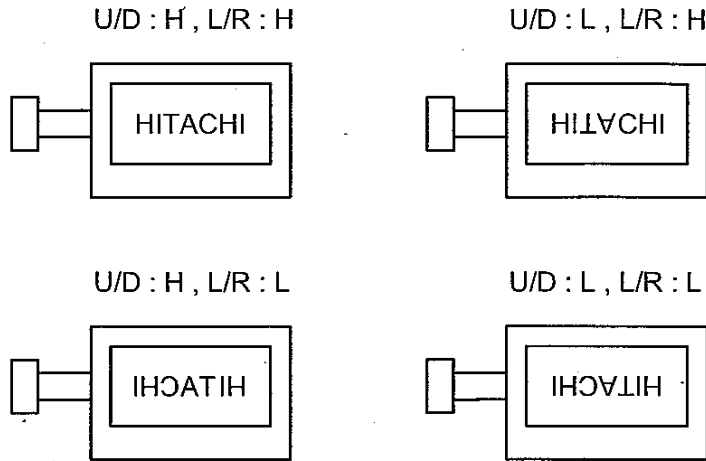 U/D : H , L/R : H
U/D : L , L/R : H
HITACHI
HITACHI
U/D : H , L/R : L
U/D : L , L/R : L
HITACHI
HITACHI